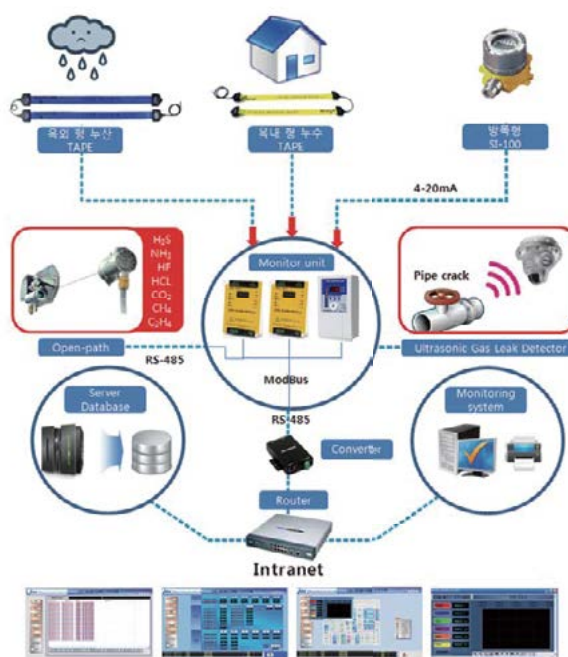 옥외 형 누산
TAPE
옥내 형 누수
TAPE
방폭형
SI-100
4-20mA
H₂S
NH₃
HF
HCL
CO₂
CH₄
C₂H₄
Monitor unit
Pipe crack
Open-path
RS-485
Ultrasonic Gas Leak Detector
ModBus
Server
Database
RS-485
Monitoring
system
Converter
Router
Intranet